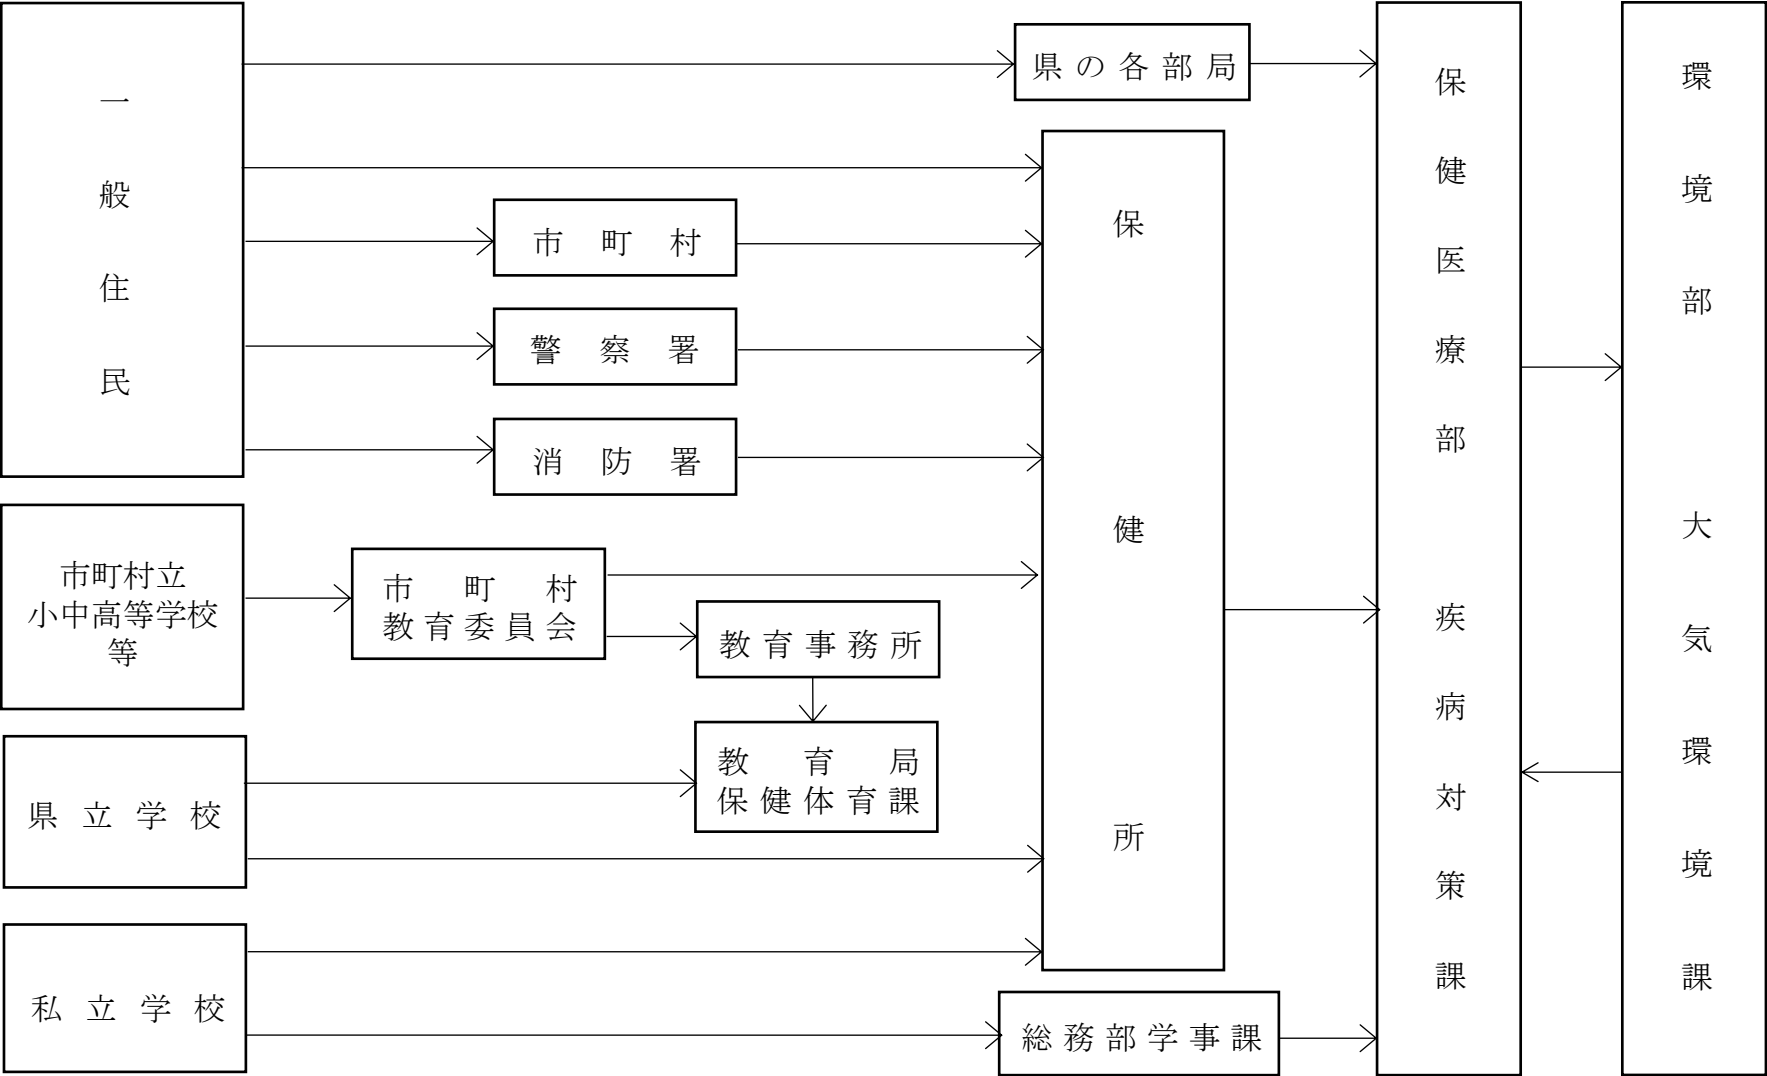 一般住民
県の各部局
市町村
警察署
消防署
市町村立
小中高等学校
等
市町村
教育委員会
教育事務所
教育局
保健体育課
県立学校
私立学校
保健所
総務部学事課
保健医療部 疾病対策課
環境部 大気環境課